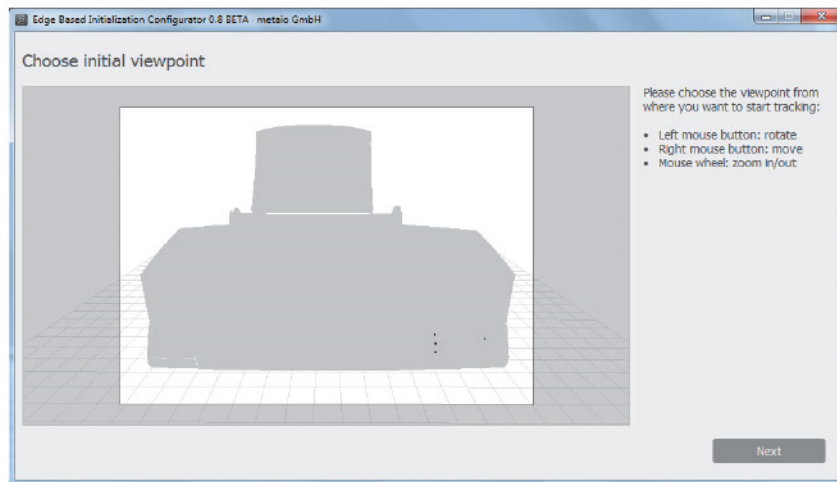 Edge Based Initialization Configurator 0.8 BETA - metaio GmbH
Choose initial viewpoint
Please choose the viewpoint from
where you want to start tracking:
• Left mouse button: rotate
• Right mouse button: move
• Mouse wheel: zoom in/out
Next